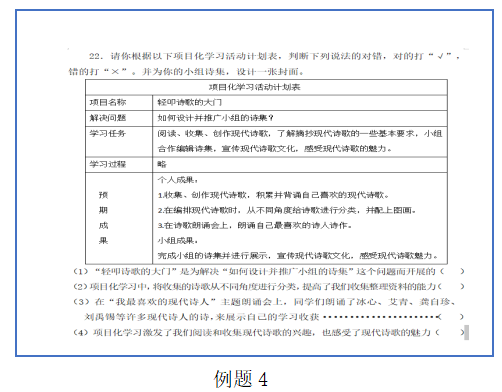 22. 请你根据以下项目化学习活动计划表，判断下列说法的对错，对的打“√”，
错的打“×”。并为你的小组诗集，设计一张封面。
项目化学习活动计划表
项目名称 轻叩诗歌的大门
解决问题 如何设计并推广小组的诗集？
学习任务 阅读、收集、创作现代诗歌，了解摘抄现代诗歌的一些基本要求，小组
合作编辑诗集，宣传现代诗歌文化，感受现代诗歌的魅力。
学习过程 略
预期成果 个人成果：
1.收集、创作现代诗歌，积累并背诵自己喜欢的现代诗歌。
2.在编排现代诗歌时，从不同角度给诗歌进行分类，并配上图画。
3.在诗歌朗诵会上，朗诵自己最喜欢的诗人诗作。
小组成果：
完成小组的诗集并进行展示，宣传现代诗歌文化，感受现代诗歌魅力。
(1) “轻叩诗歌的大门”是为解决“如何设计并推广小组的诗集”这个问题而开展的（ ）
(2) 项目化学习中，将收集的诗歌从不同角度进行分类，提高了我们收集整理资料的能力（ ）
(3) 在“我最喜欢的现代诗人”主题朗诵会上，同学们朗诵了冰心、艾青、龚自珍、
刘禹锡等许多现代诗人的诗，来展示自己的学习收获·····················（ ）
(4) 项目化学习激发了我们阅读和收集现代诗歌的兴趣，也感受了现代诗歌的魅力（ ）
例题 4